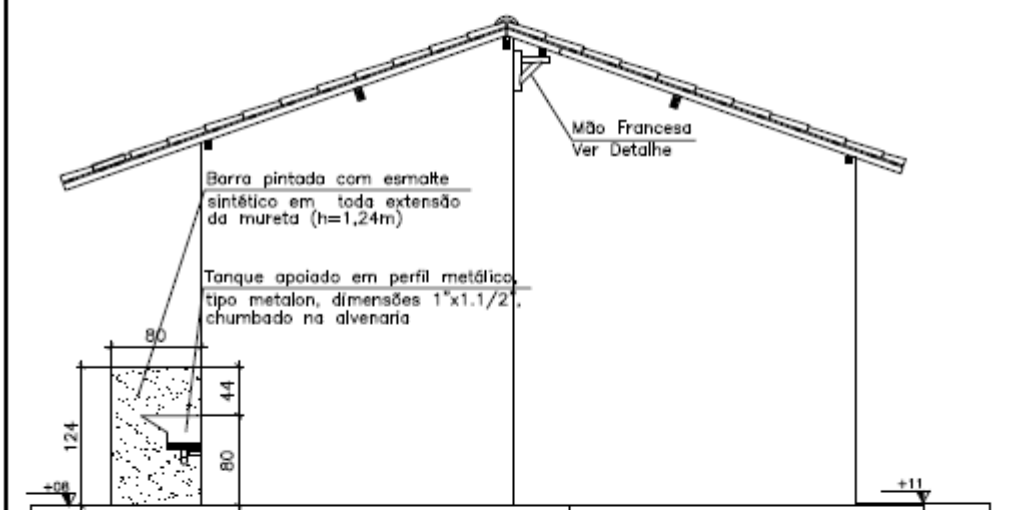 Mão Francesa
Ver Detalhe
Barra pintada com esmalte
sintético em toda extensão
da mureta (h=1,24m)
Tanque apoiado em perfil metálico,
tipo metalon, dimensões 1"x1.1/2",
chumbado na alvenaria
80
44
124
80
+08
+11